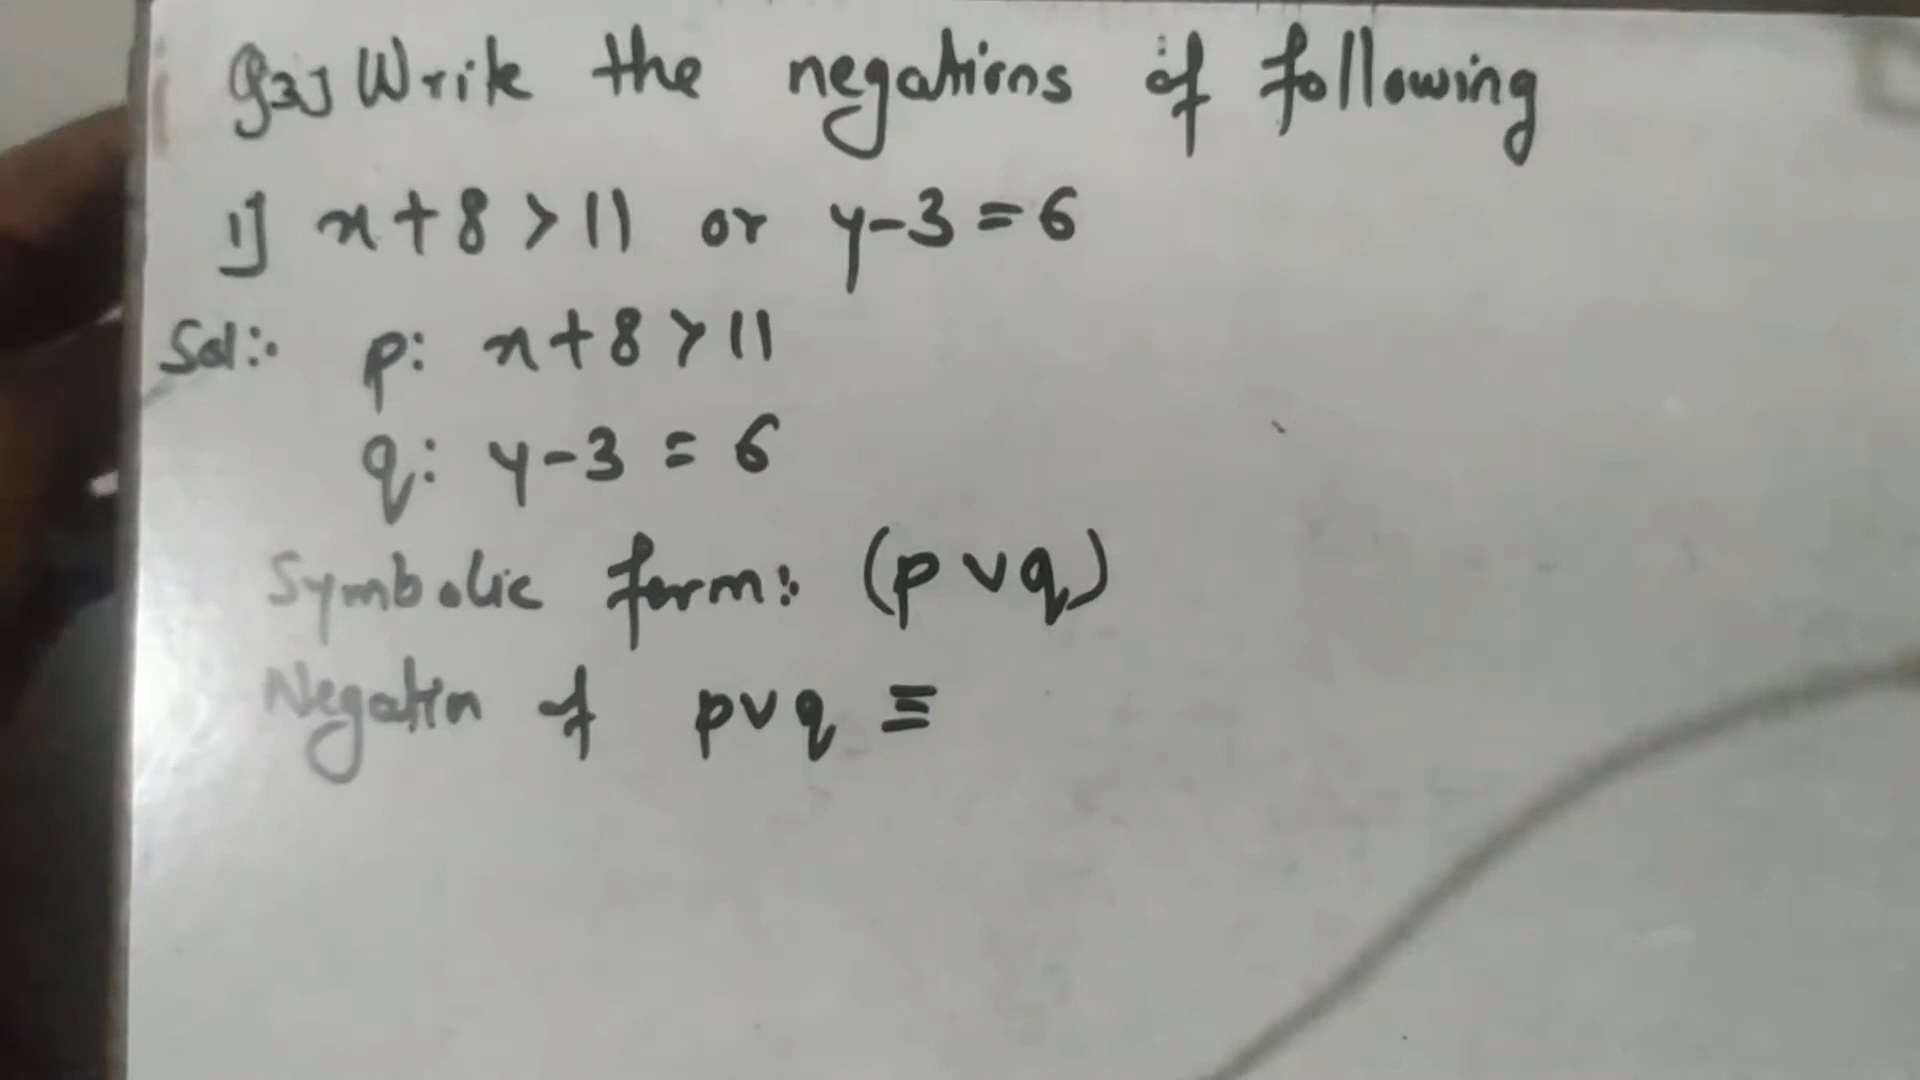 Q3] Write the negations of following
1] x+8>11 or y-3=6
Sol:- p: x+8>11
q: y-3=6
Symbolic form:- (p∨q)
Negation of p∨q ≡